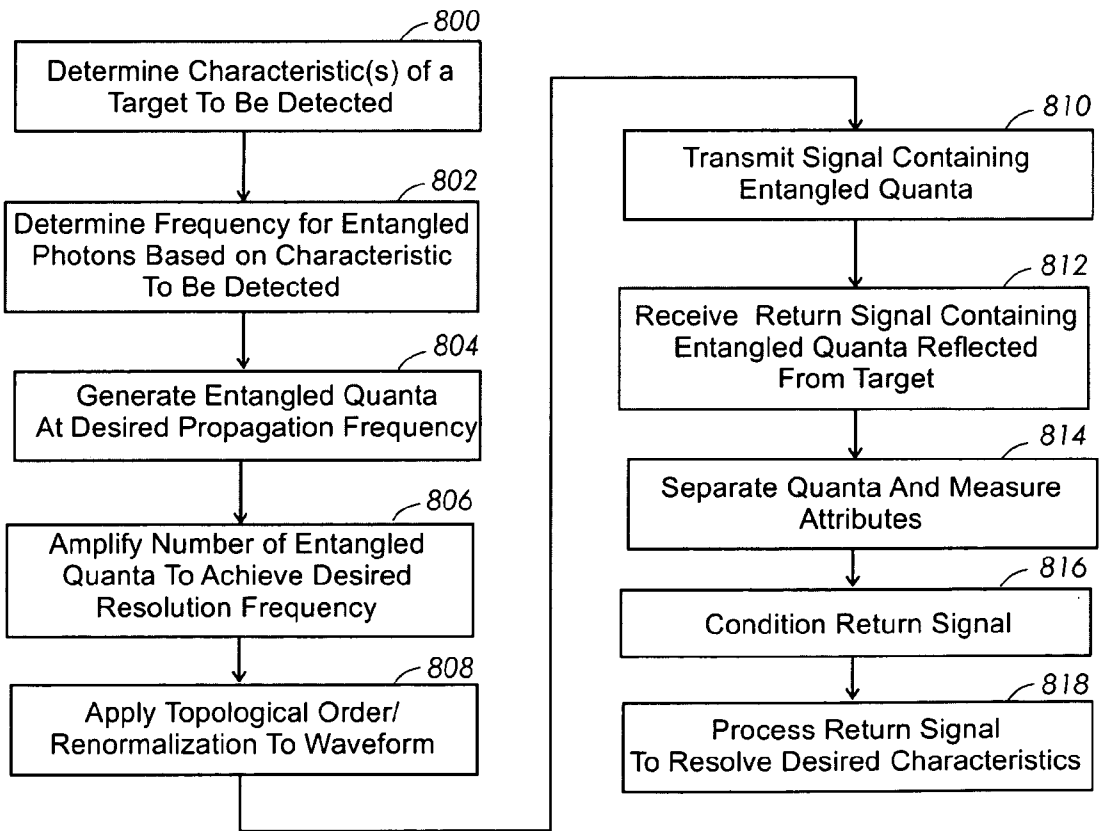 800
Determine Characteristic(s) of a
Target To Be Detected
802
Determine Frequency for Entangled
Photons Based on Characteristic
To Be Detected
804
Generate Entangled Quanta
At Desired Propagation Frequency
806
Amplify Number of Entangled
Quanta To Achieve Desired
Resolution Frequency
808
Apply Topological Order/
Renormalization To Waveform
810
Transmit Signal Containing
Entangled Quanta
812
Receive Return Signal Containing
Entangled Quanta Reflected
From Target
814
Separate Quanta And Measure
Attributes
816
Condition Return Signal
818
Process Return Signal
To Resolve Desired Characteristics